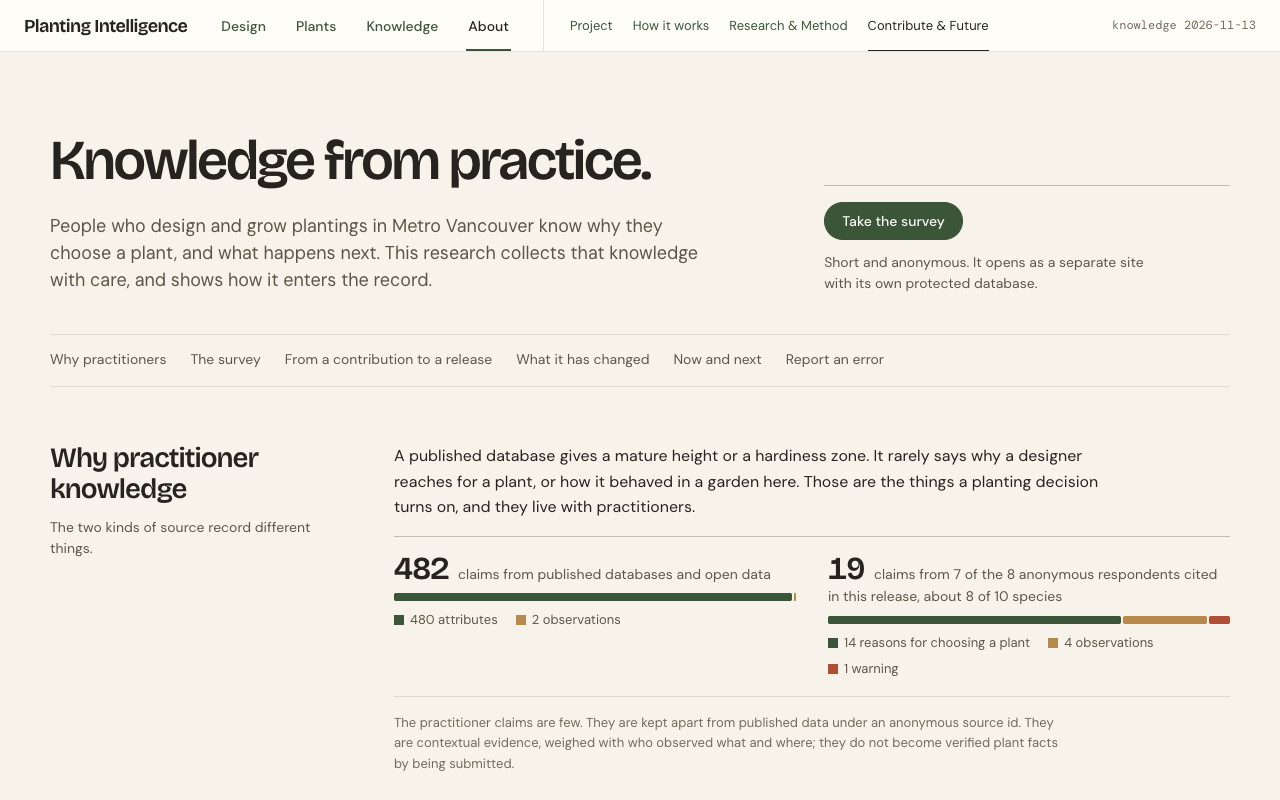 Planting Intelligence
Design
Plants
Knowledge
About
Project
How it works
Research & Method
Contribute & Future
knowledge 2026-11-13
Knowledge from practice.
People who design and grow plantings in Metro Vancouver know why they
choose a plant, and what happens next. This research collects that knowledge
with care, and shows how it enters the record.
Take the survey
Short and anonymous. It opens as a separate site
with its own protected database.
Why practitioners
The survey
From a contribution to a release
What it has changed
Now and next
Report an error
Why practitioner
knowledge
The two kinds of source record different
things.
A published database gives a mature height or a hardiness zone. It rarely says why a designer
reaches for a plant, or how it behaved in a garden here. Those are the things a planting decision
turns on, and they live with practitioners.
482 claims from published databases and open data
480 attributes
2 observations
19 claims from 7 of the 8 anonymous respondents cited
in this release, about 8 of 10 species
14 reasons for choosing a plant
4 observations
1 warning
The practitioner claims are few. They are kept apart from published data under an anonymous source id. They
are contextual evidence, weighed with who observed what and where; they do not become verified plant facts
by being submitted.